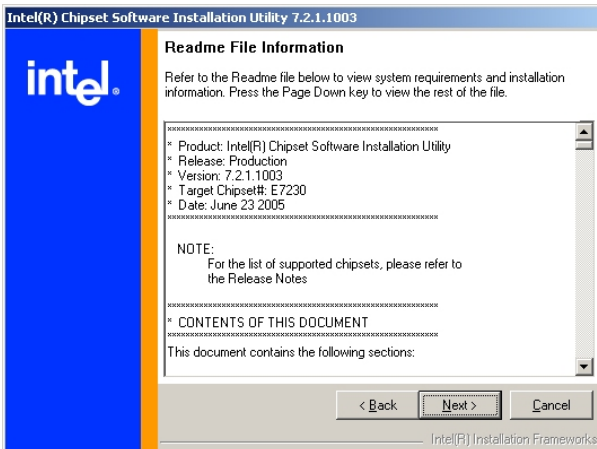 Intel(R) Chipset Software Installation Utility 7.2.1.1003
intel.
Readme File Information
Refer to the Readme file below to view system requirements and installation
information. Press the Page Down key to view the rest of the file.
************************************************************
* Product: Intel(R) Chipset Software Installation Utility
* Release: Production
* Version: 7.2.1.1003
* Target Chipset#: E7230
* Date: June 23 2005
************************************************************
NOTE:
For the list of supported chipsets, please refer to
the Release Notes
************************************************************
* CONTENTS OF THIS DOCUMENT
************************************************************
This document contains the following sections:
< Back
Next >
Cancel
Intel(R) Installation Frameworks